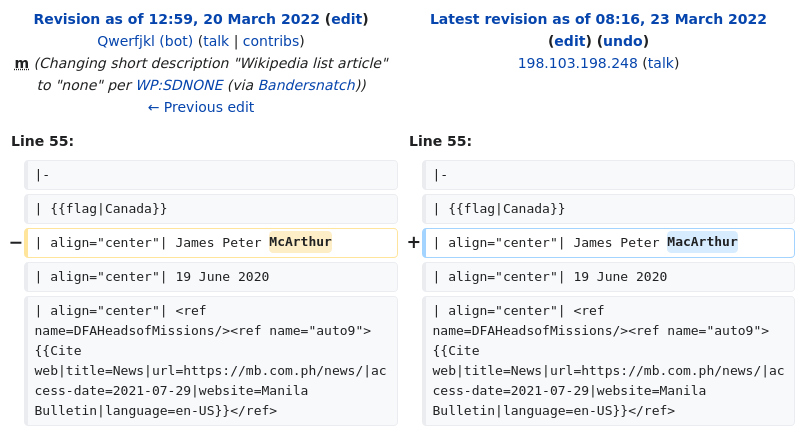 Revision as of 12:59, 20 March 2022 (edit)
Qwerfjkl (bot) (talk | contribs)
m (Changing short description "Wikipedia list article"
to "none" per WP:SDNONE (via Bandersnatch))
← Previous edit
Latest revision as of 08:16, 23 March 2022
(edit) (undo)
198.103.198.248 (talk)
Line 55:
Line 55:
|-
|-
| {{flag|Canada}}
| {{flag|Canada}}
− | align="center"| James Peter McArthur
+ | align="center"| James Peter MacArthur
| align="center"| 19 June 2020
| align="center"| 19 June 2020
| align="center"| <ref
name=DFAHeadsofMissions/><ref name="auto9">
{{Cite
web|title=News|url=https://mb.com.ph/news/|ac
cess-date=2021-07-29|website=Manila
Bulletin|language=en-US}}</ref>
| align="center"| <ref
name=DFAHeadsofMissions/><ref name="auto9">
{{Cite
web|title=News|url=https://mb.com.ph/news/|ac
cess-date=2021-07-29|website=Manila
Bulletin|language=en-US}}</ref>